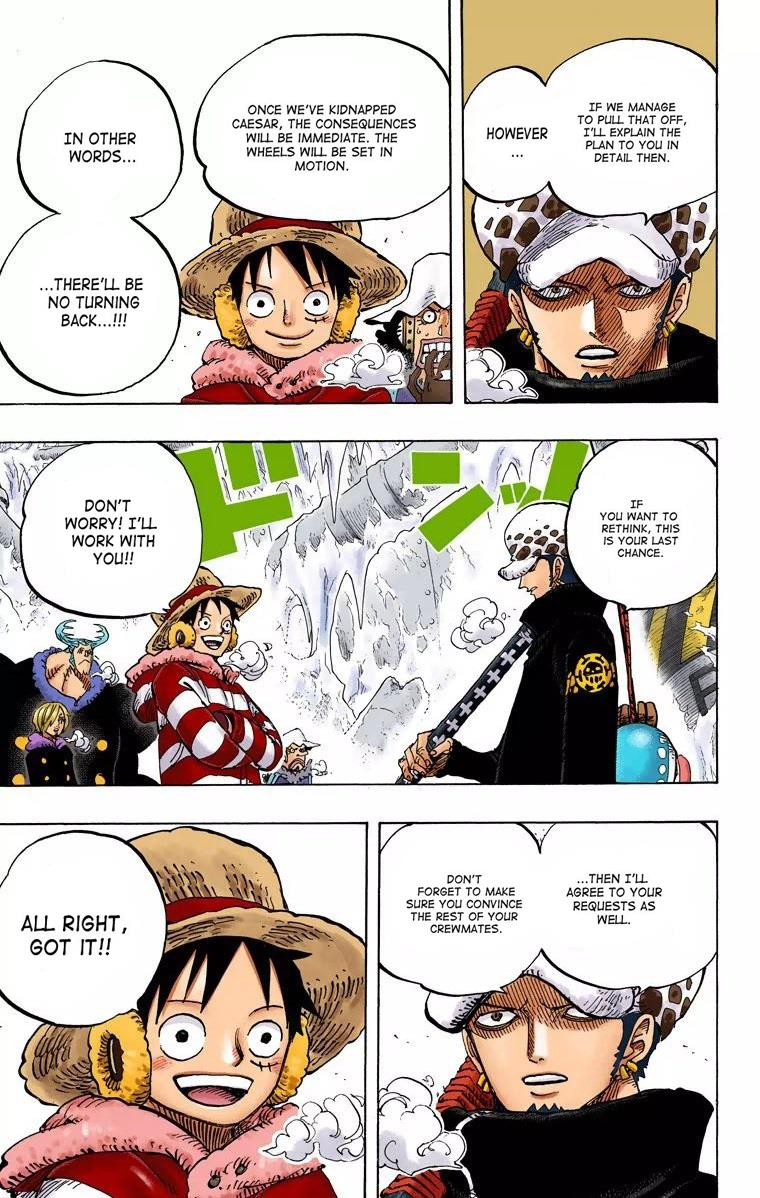 IF WE MANAGE
TO PULL THAT OFF,
I'LL EXPLAIN THE
PLAN TO YOU IN
DETAIL THEN.
HOWEVER
...
ONCE WE'VE KIDNAPPED
CAESAR, THE CONSEQUENCES
WILL BE IMMEDIATE. THE
WHEELS WILL BE SET IN
MOTION.
IN OTHER
WORDS...
...THERE'LL BE
NO TURNING
BACK...!!!
IF
YOU WANT TO
RETHINK, THIS
IS YOUR LAST
CHANCE.
ドンッ
DON'T
WORRY! I'LL
WORK WITH
YOU!!
...THEN I'LL
AGREE TO YOUR
REQUESTS AS
WELL.
DON'T
FORGET TO MAKE
SURE YOU CONVINCE
THE REST OF YOUR
CREWMATES.
ALL RIGHT,
GOT IT!!